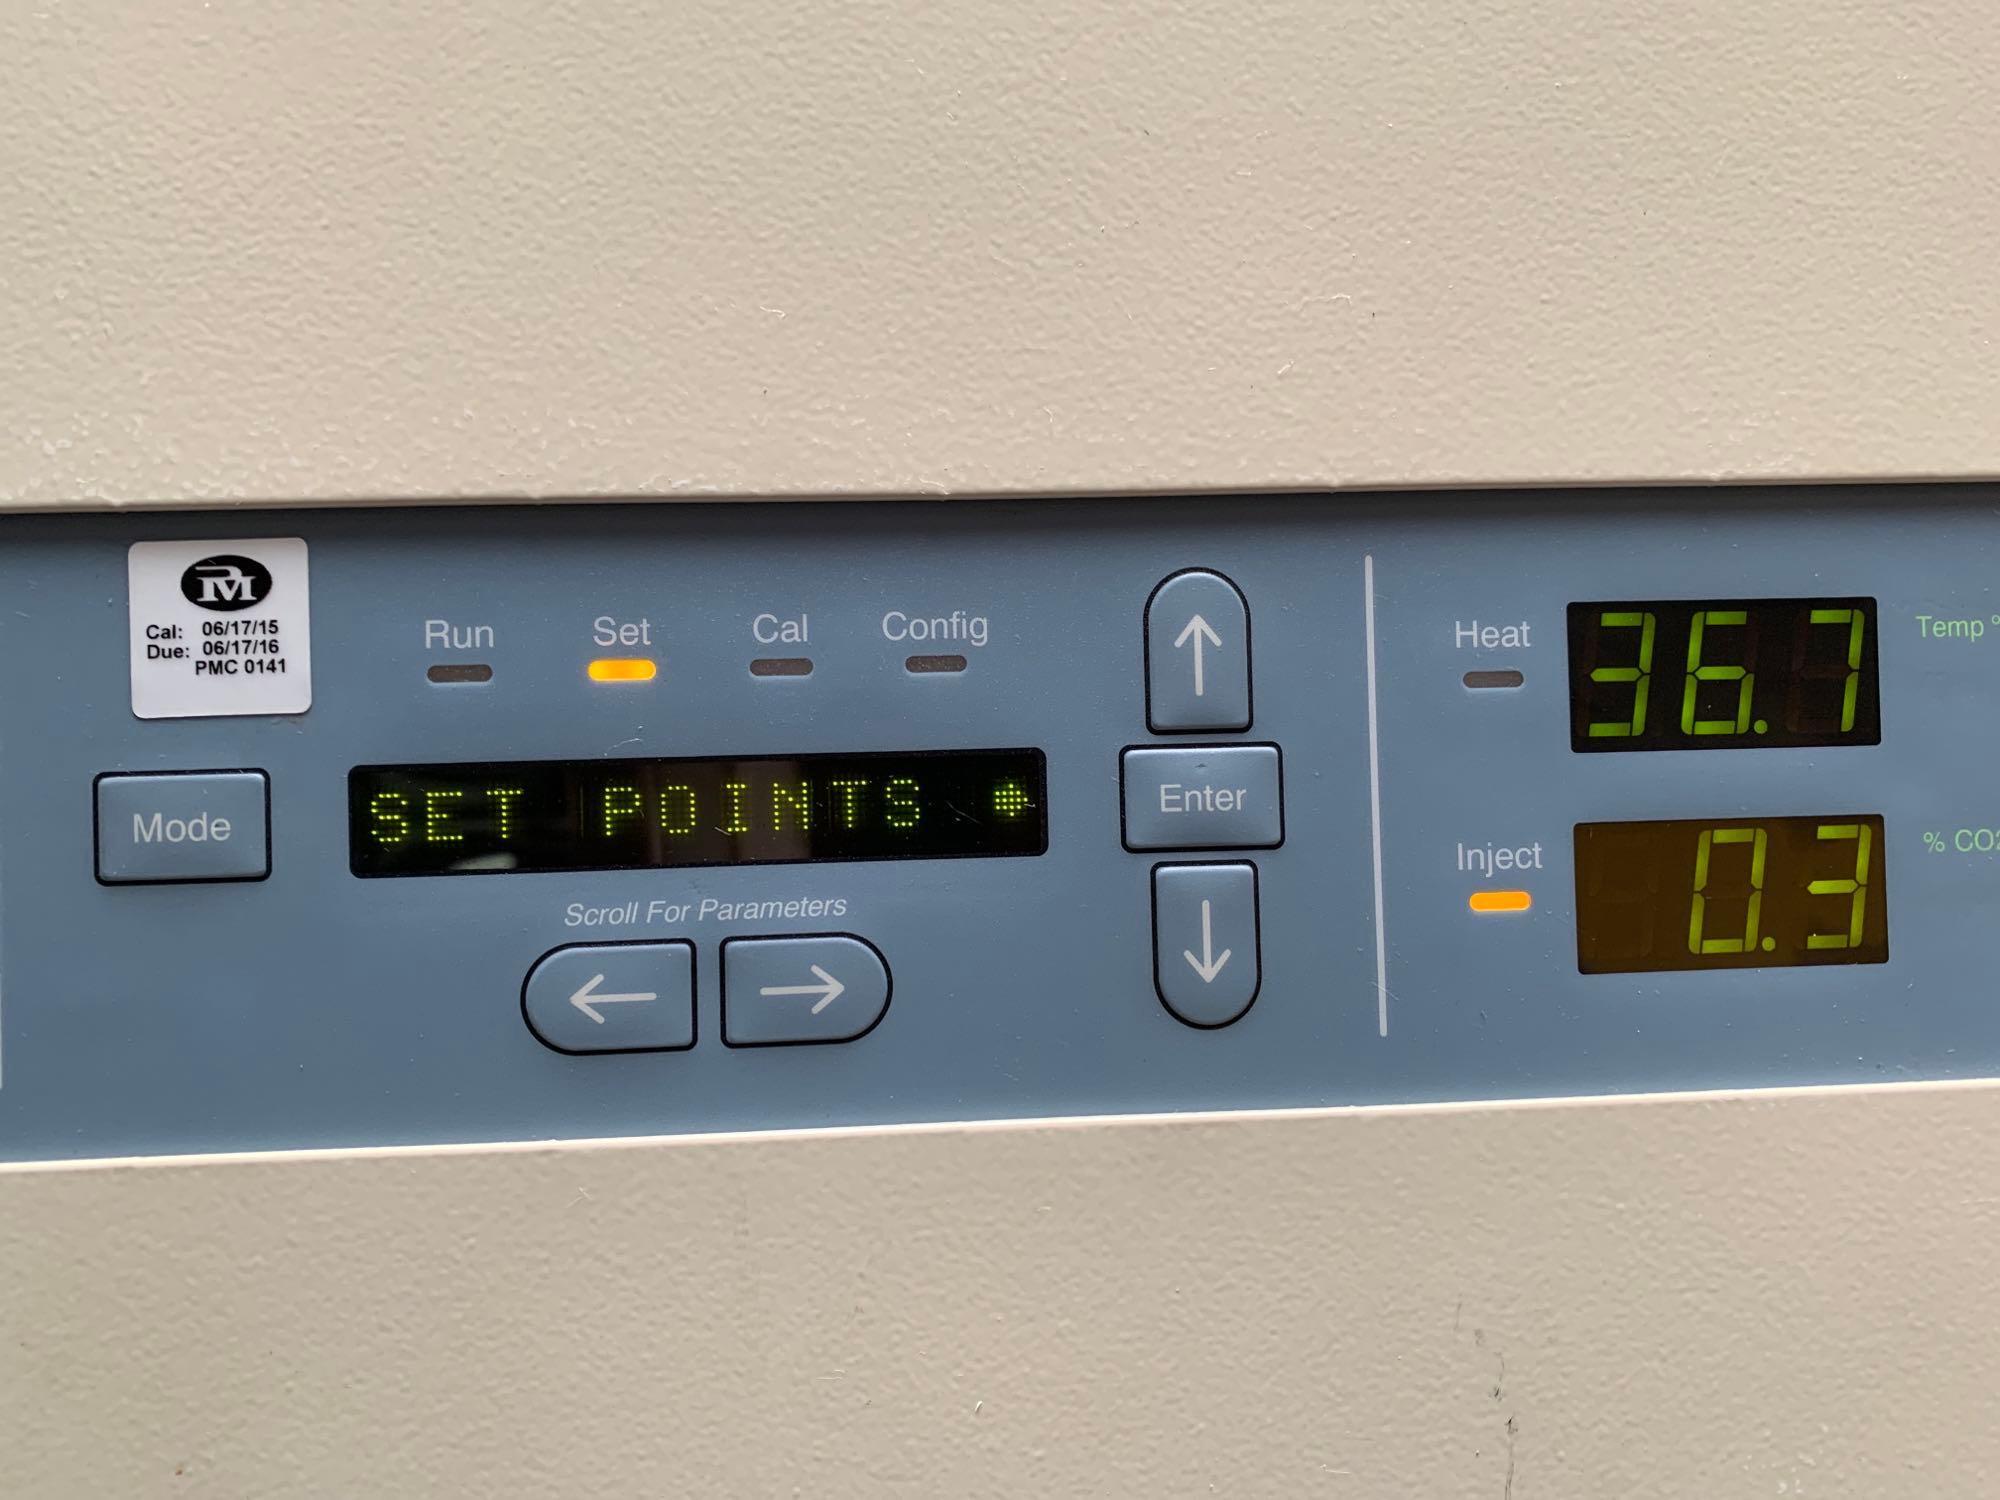 PM
Cal: 06/17/15
Due: 06/17/16
PMC 0141
Run Set Cal Config
Mode
SET POINTS
Scroll For Parameters
Enter
Heat 36.7 Temp °
Inject 0.3 % CO2